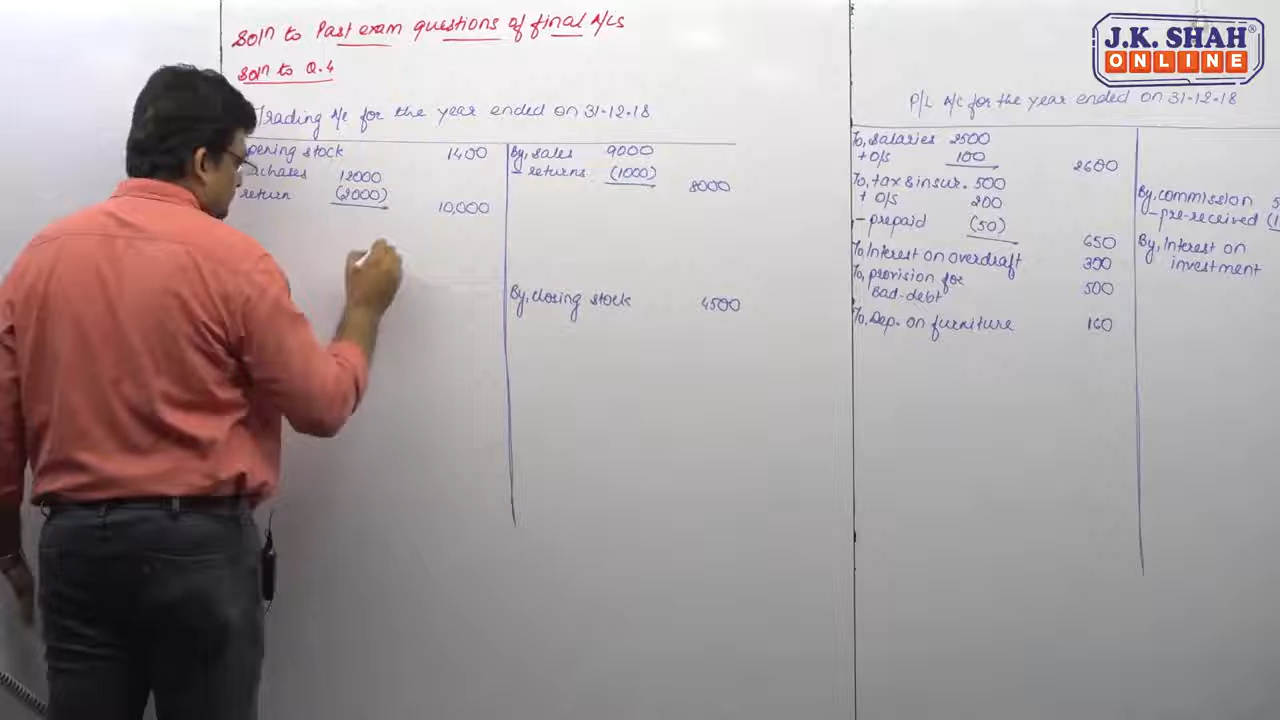 Soln to Past exam questions of final A/cs
Soln to Q.4
Trading A/c for the year ended on 31-12-18
pening stock 1400
achases 12000
return (2000)
10,000
By, sales 9000
- returns (1000)
8000
By, closing stock 4500
P/L A/C for the year ended on 31-12-18
To, salaries 2500
+ O/S 100
2600
To, tax & insur. 500
+ O/S 200
- prepaid (50)
650
To, Interest on overdraft 300
To, provision for
Bad-debt 500
To, Dep. on furniture 160
By, commission
- pre-received
By, Interest on
investment
J.K. SHAH®
ONLINE